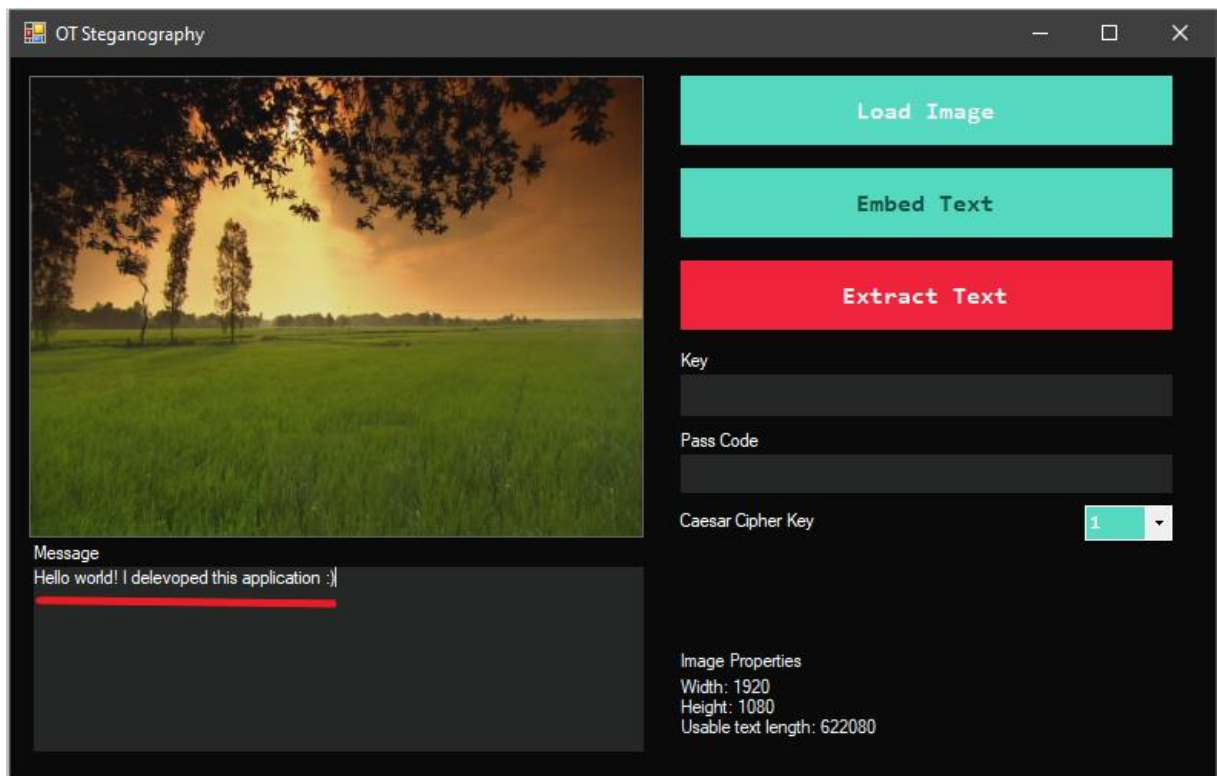 OT Steganography
Load Image
Embed Text
Extract Text
Key
Pass Code
Caesar Cipher Key
1
Message
Hello world! I delevoped this application :)
Image Properties
Width: 1920
Height: 1080
Usable text length: 622080